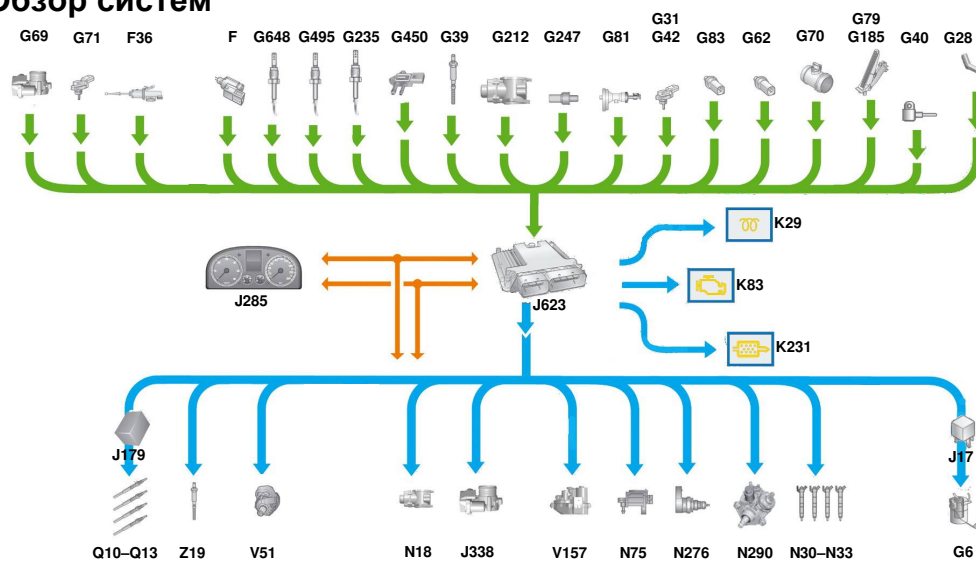 Обзор систем
G31 G79
G69 G71 F36 F G648 G495 G235 G450 G39 G212 G247 G81 G42 G83 G62 G70 G185 G40 G28
K29
J285 J623 K83
K231
J179 J17
Q10–Q13 Z19 V51 N18 J338 V157 N75 N276 N290 N30–N33 G6